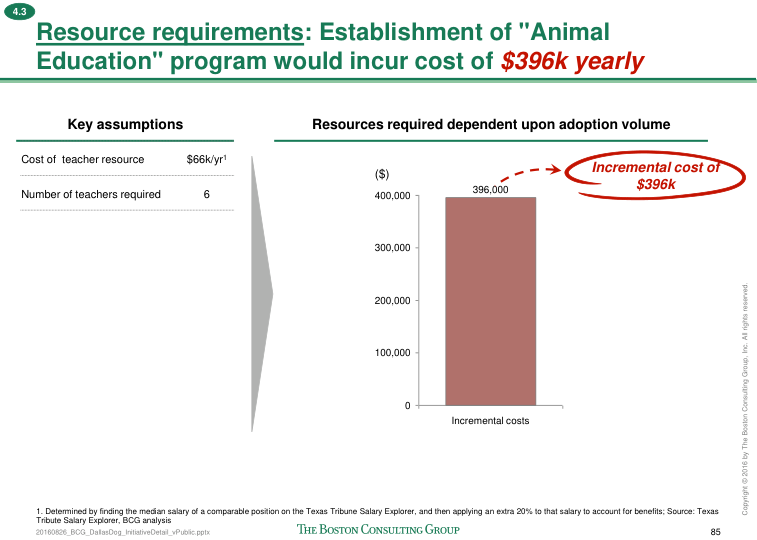 4.3
Resource requirements: Establishment of "Animal
Education" program would incur cost of $396k yearly
Key assumptions
Cost of teacher resource $66k/yr¹
Number of teachers required 6
Resources required dependent upon adoption volume
($)
Incremental cost of
$396k
396,000
400,000
300,000
200,000
100,000
0
Incremental costs
Copyright © 2016 by The Boston Consulting Group, Inc. All rights reserved.
1. Determined by finding the median salary of a comparable position on the Texas Tribune Salary Explorer, and then applying an extra 20% to that salary to account for benefits; Source: Texas
Tribute Salary Explorer, BCG analysis
20160826_BCG_DallasDog_InitiativeDetail_vPublic.pptx
THE BOSTON CONSULTING GROUP
85